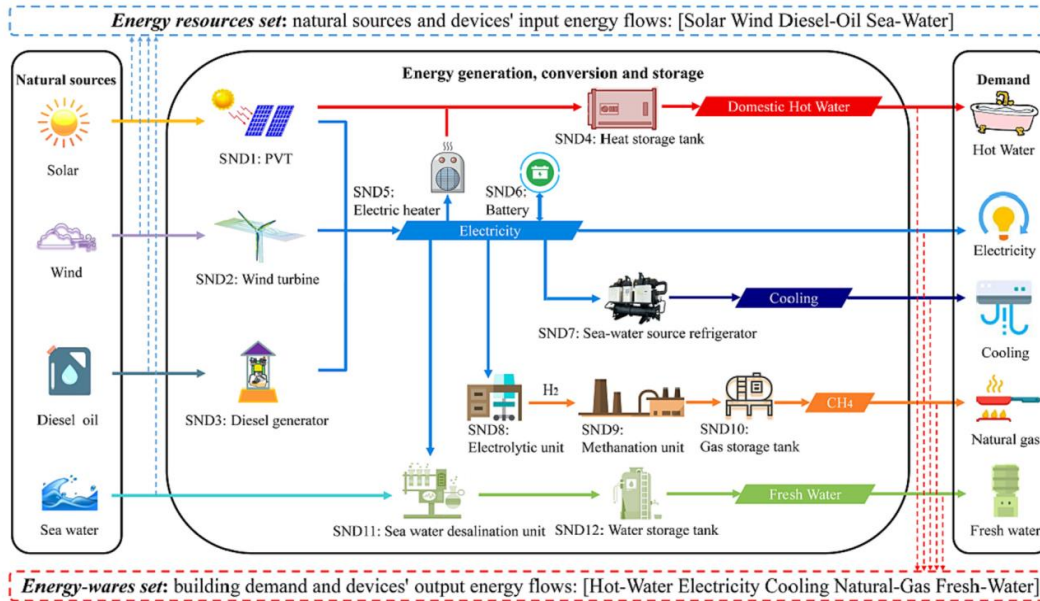 Energy resources set: natural sources and devices' input energy flows: [Solar Wind Diesel-Oil Sea-Water]
Natural sources
Energy generation, conversion and storage
Demand
Solar
SND1: PVT
SND4: Heat storage tank
Domestic Hot Water
Hot Water
SND5:
Electric heater
SND6:
Battery
Electricity
Electricity
Wind
SND2: Wind turbine
SND7: Sea-water source refrigerator
Cooling
Cooling
Diesel oil
SND3: Diesel generator
H2
SND8:
Electrolytic unit
SND9:
Methanation unit
SND10:
Gas storage tank
CH4
Natural gas
Sea water
SND11: Sea water desalination unit
SND12: Water storage tank
Fresh Water
Fresh water
Energy-wares set: building demand and devices' output energy flows: [Hot-Water Electricity Cooling Natural-Gas Fresh-Water]